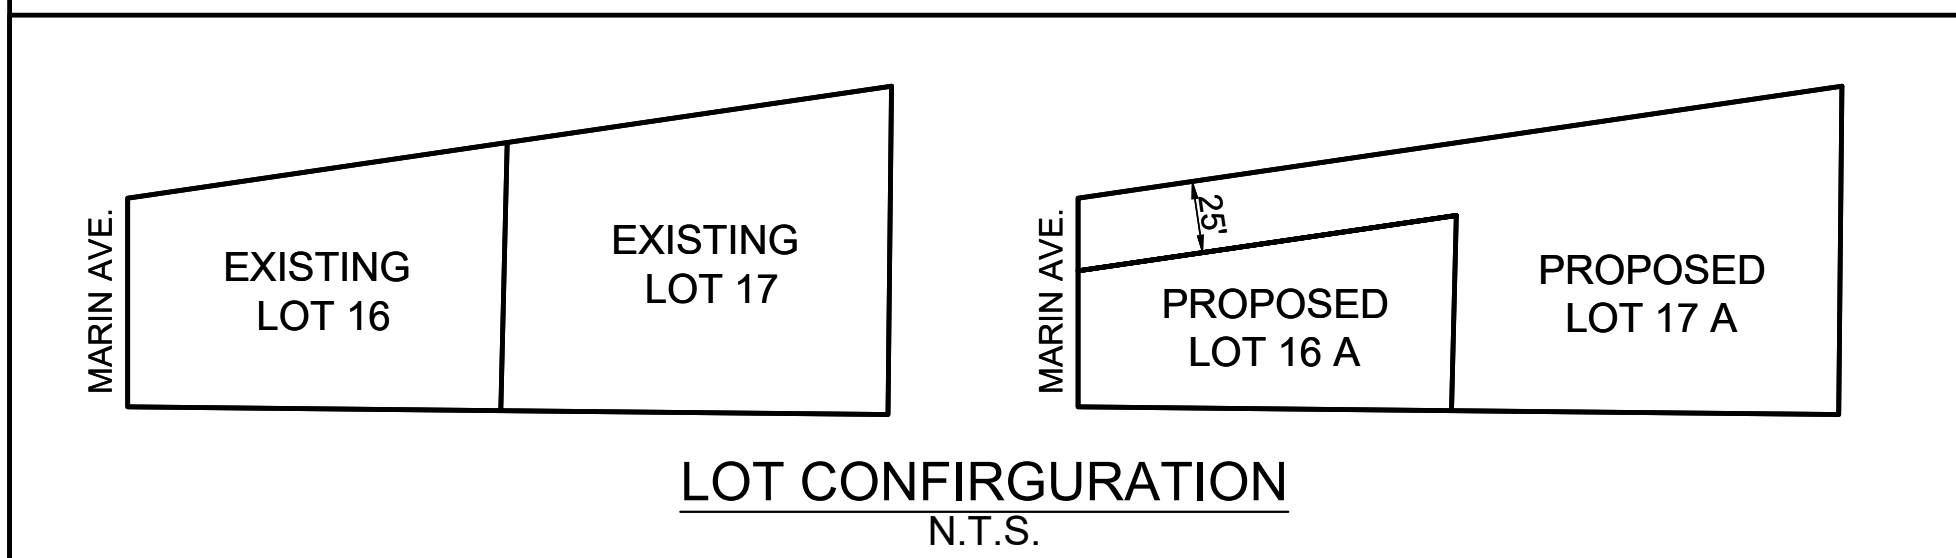 MARIN AVE.
EXISTING
LOT 16
EXISTING
LOT 17
MARIN AVE.
25'
PROPOSED
LOT 16 A
PROPOSED
LOT 17 A
LOT CONFIRGURATION
N.T.S.